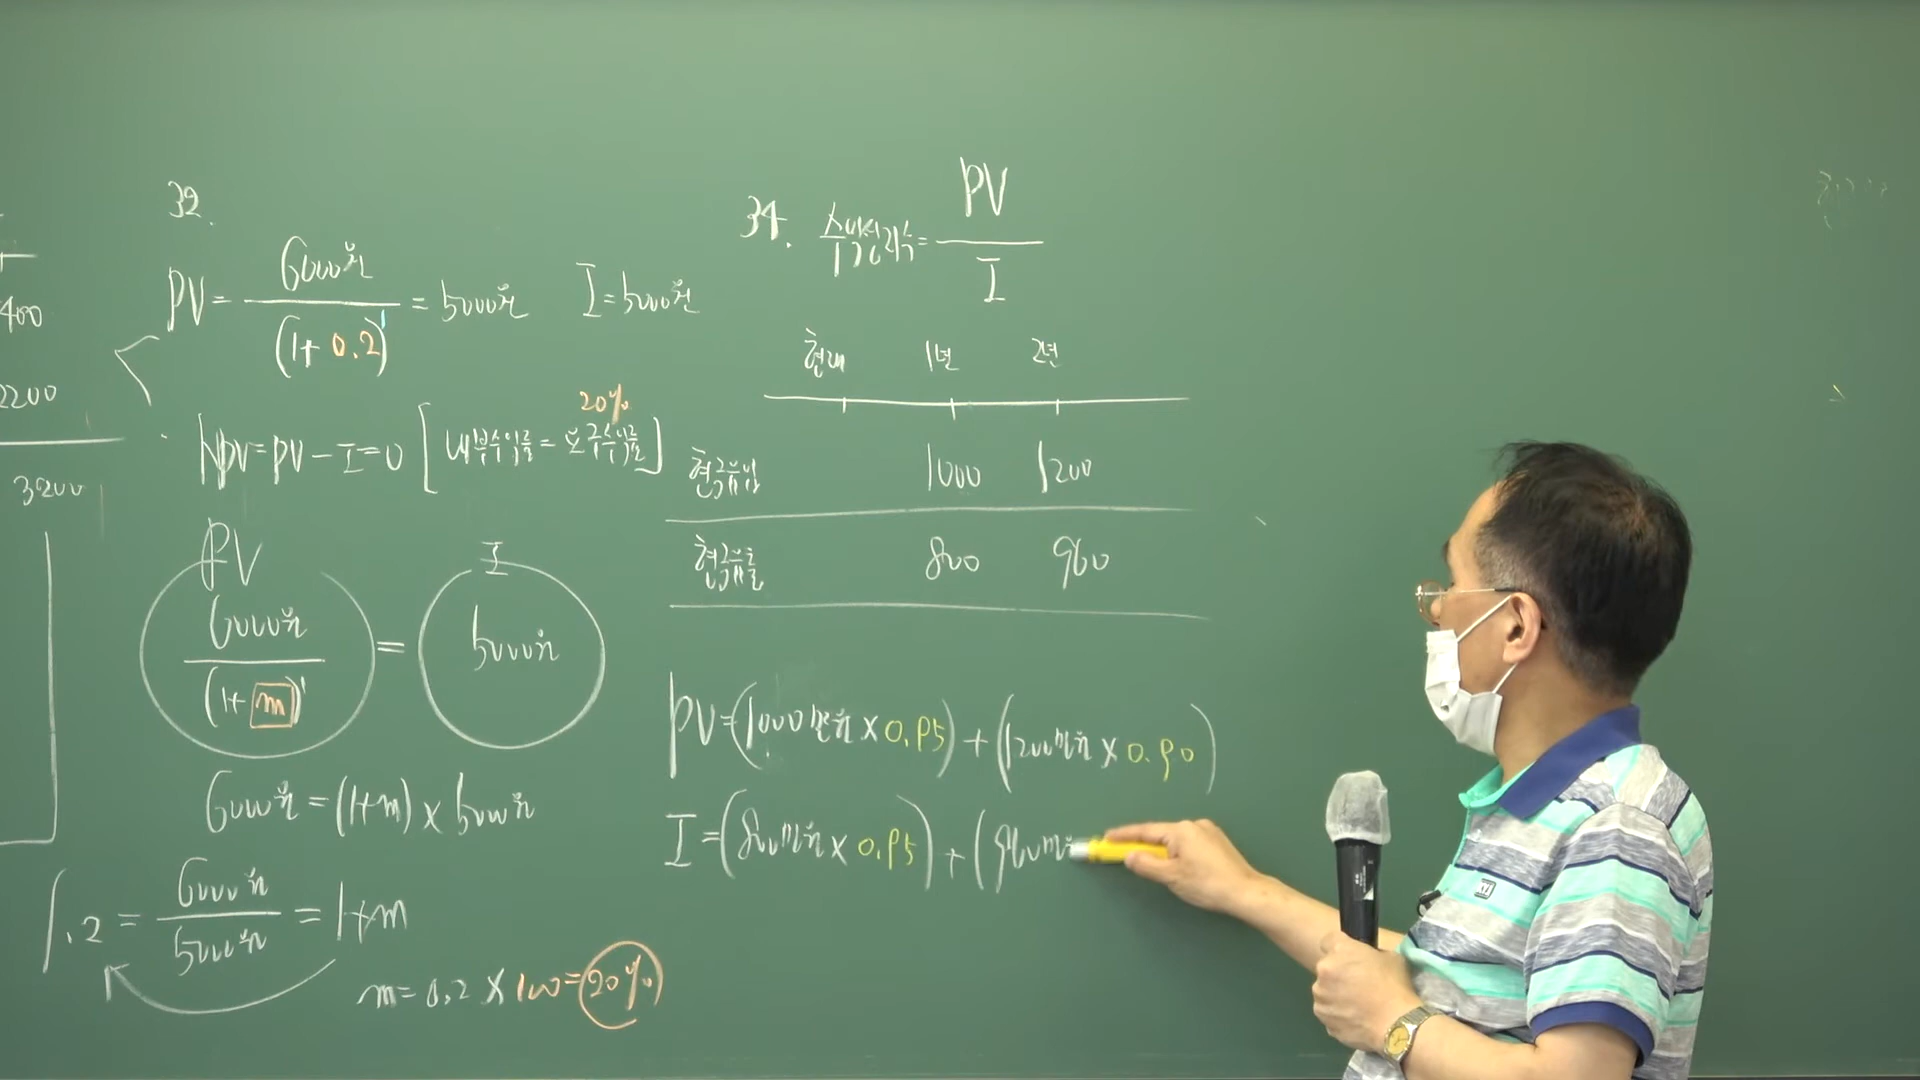 400
2200
3200
32.
PV = 6000원 / (1+0.2)¹ = 5000원 I=5000원
20%
NPV=PV-I=0 [내부수익률=요구수익률]
PV I
6000원 / (1+m)¹ = 5000원
6000원=(1+m)×5000원
1.2 = 6000원 / 5000원 = 1+m
m=0.2×100=20%
34. 수익성지수= PV / I
현재 1년 2년
현금유입 1000 1200
현금유출 800 960
PV=(1000만원×0.95)+(1200만원×0.90)
I=(800만원×0.95)+(960만